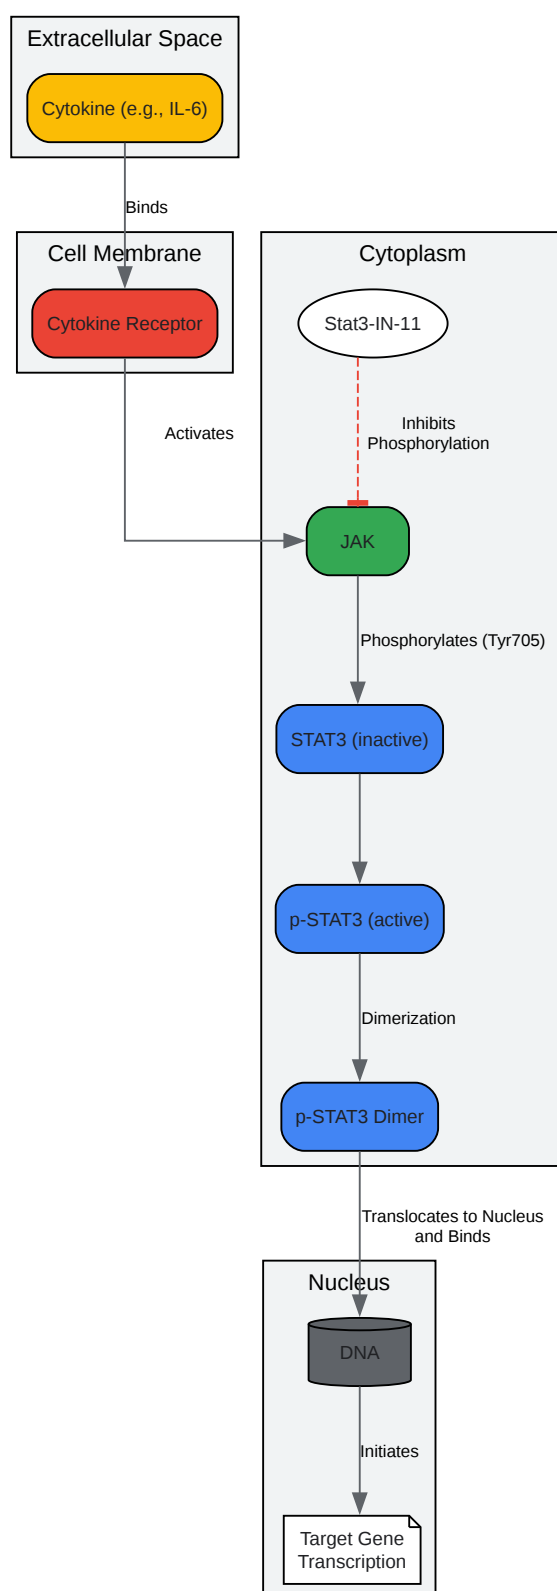 Extracellular Space
Cytokine (e.g., IL-6)
Binds
Cell Membrane
Cytokine Receptor
Activates
Cytoplasm
Stat3-IN-11
Inhibits
Phosphorylation
JAK
Phosphorylates (Tyr705)
STAT3 (inactive)
p-STAT3 (active)
Dimerization
p-STAT3 Dimer
Translocates to Nucleus
and Binds
Nucleus
DNA
Initiates
Target Gene
Transcription